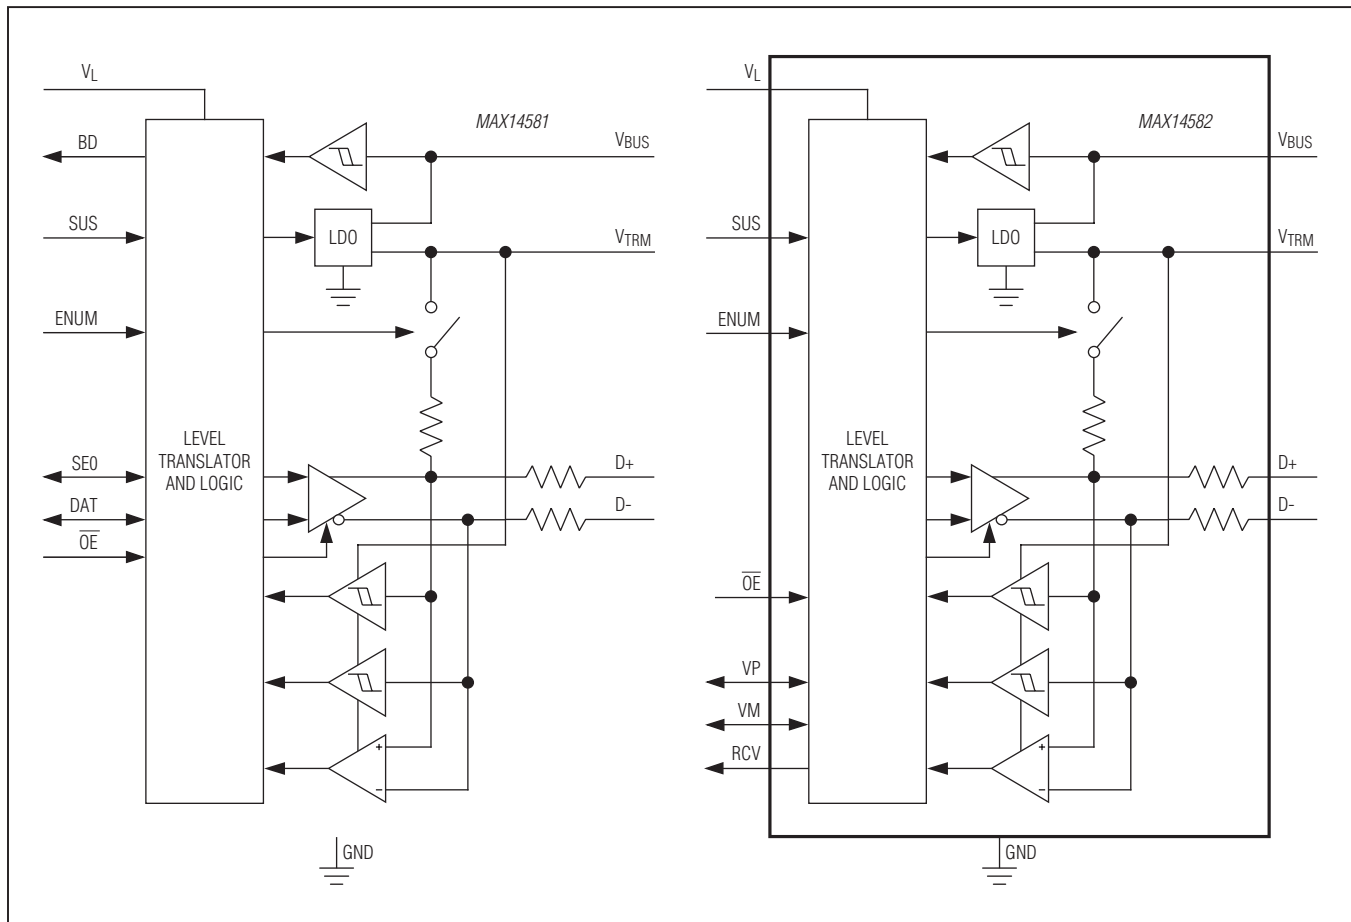 VL
MAX14581
BD
VBUS
SUS
LDO
VTRM
ENUM
LEVEL
TRANSLATOR
AND LOGIC
SE0
D+
DAT
D-
OE
+
–
GND
VL
MAX14582
VBUS
SUS
LDO
VTRM
ENUM
LEVEL
TRANSLATOR
AND LOGIC
D+
D-
OE
VP
VM
+
–
RCV
GND